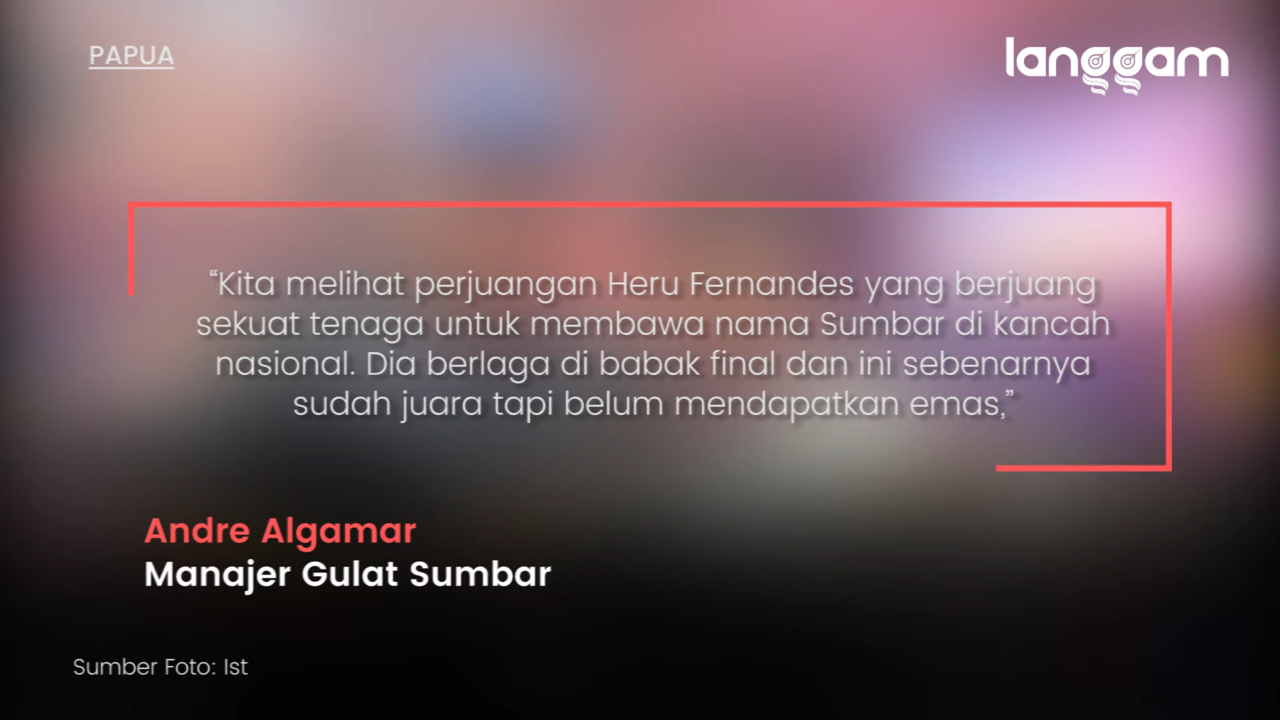 PAPUA
langgam
“Kita melihat perjuangan Heru Fernandes yang berjuang
sekuat tenaga untuk membawa nama Sumbar di kancah
nasional. Dia berlaga di babak final dan ini sebenarnya
sudah juara tapi belum mendapatkan emas,”
Andre Algamar
Manajer Gulat Sumbar
Sumber Foto: Ist